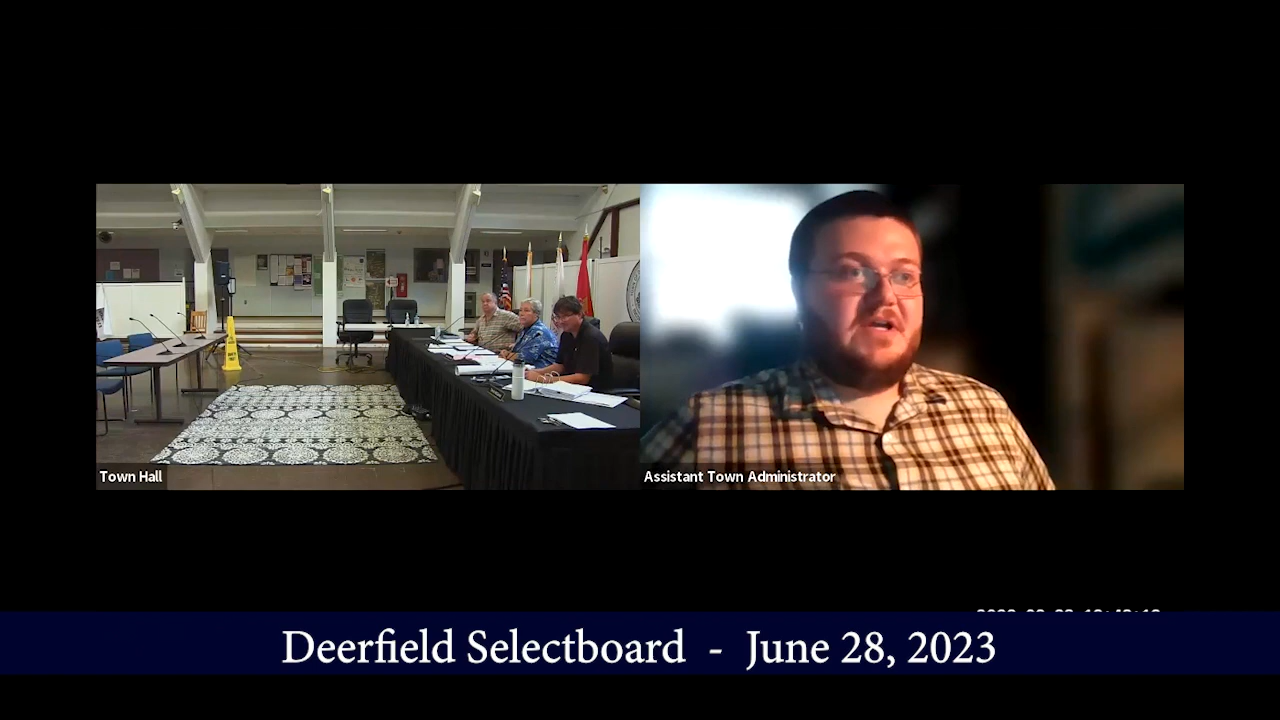 Town Hall
Assistant Town Administrator
Deerfield Selectboard - June 28, 2023